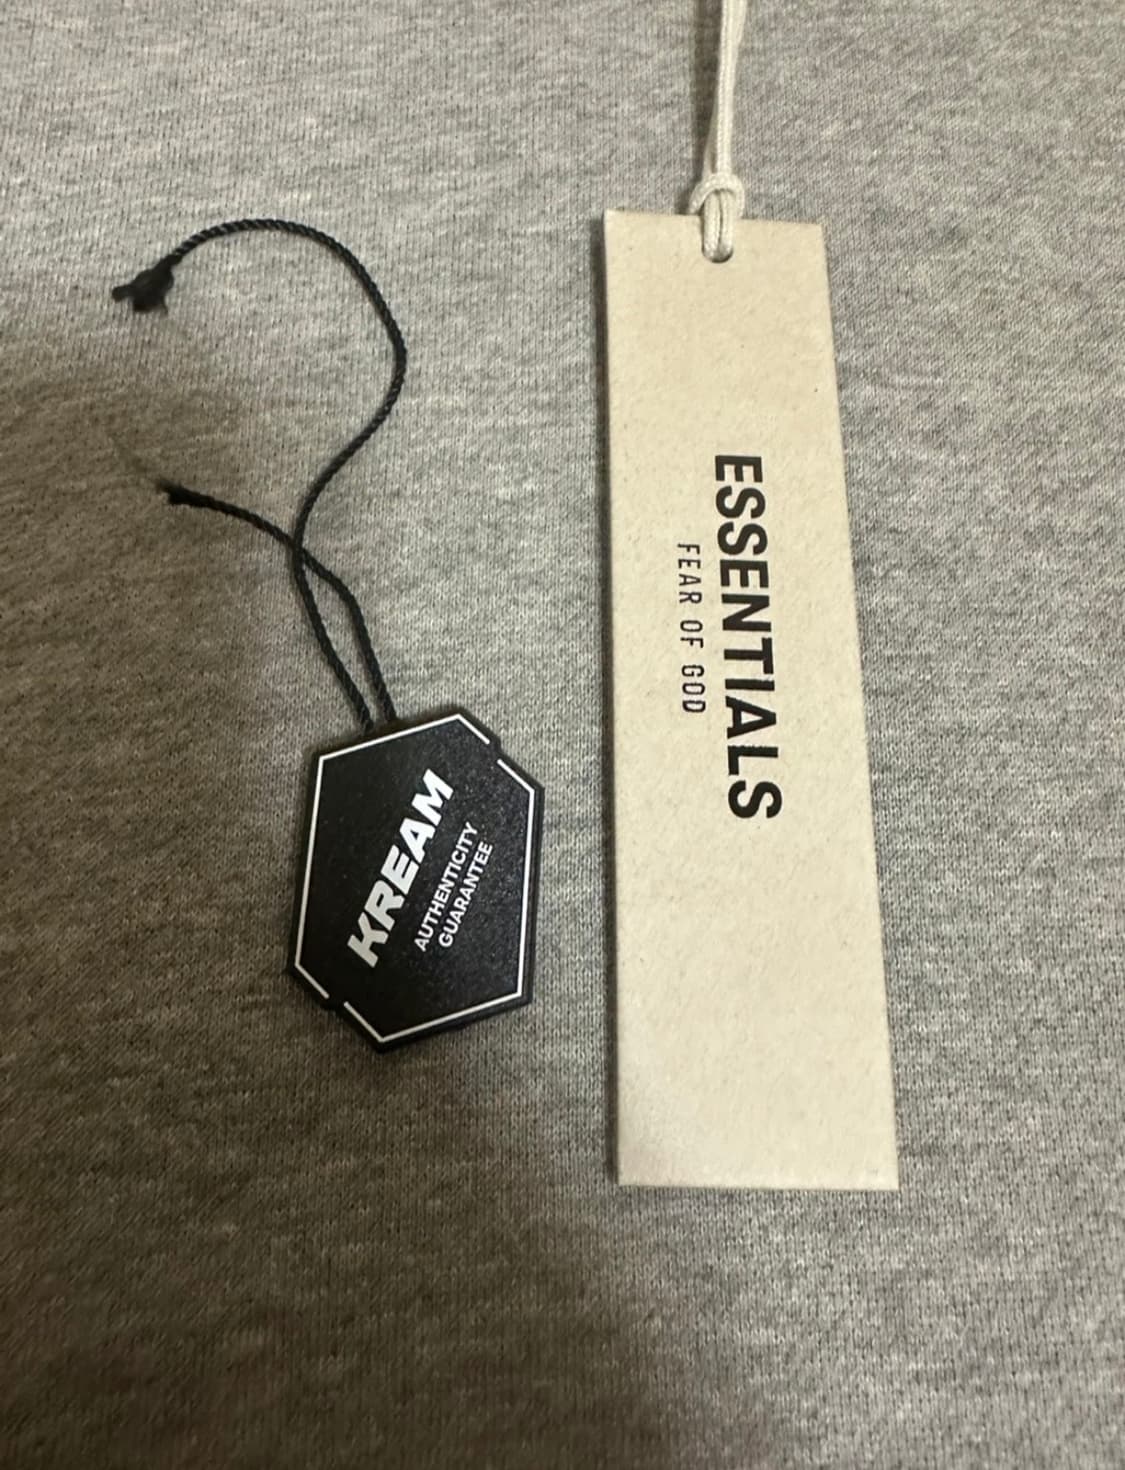 KREAM
AUTHENTICITY
GUARANTEE
ESSENTIALS
FEAR OF GOD